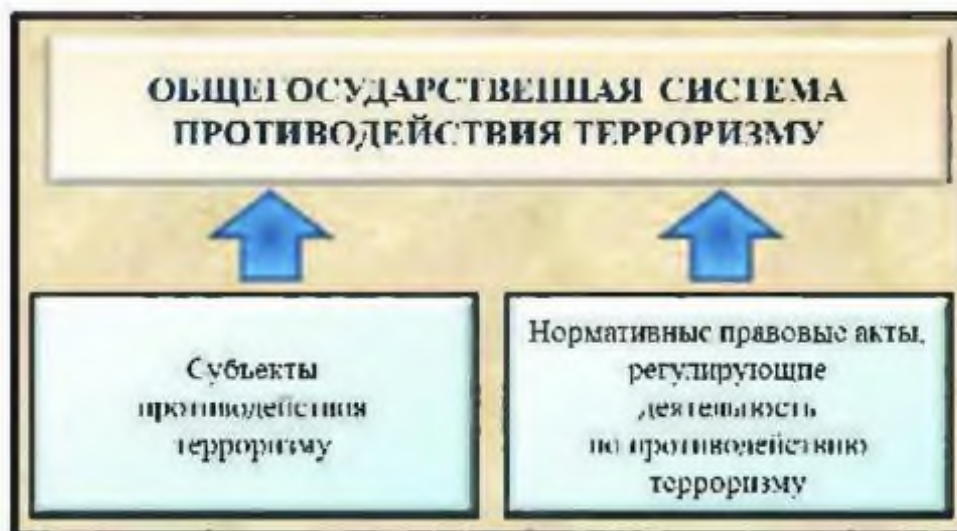 ОБЩЕГОСУДАРСТВЕННАЯ СИСТЕМА
ПРОТИВОДЕЙСТВИЯ ТЕРРОРИЗМУ
Субъекты
противодействия
терроризму
Нормативные правовые акты,
регулирующие
деятельность
по противодействию
терроризму